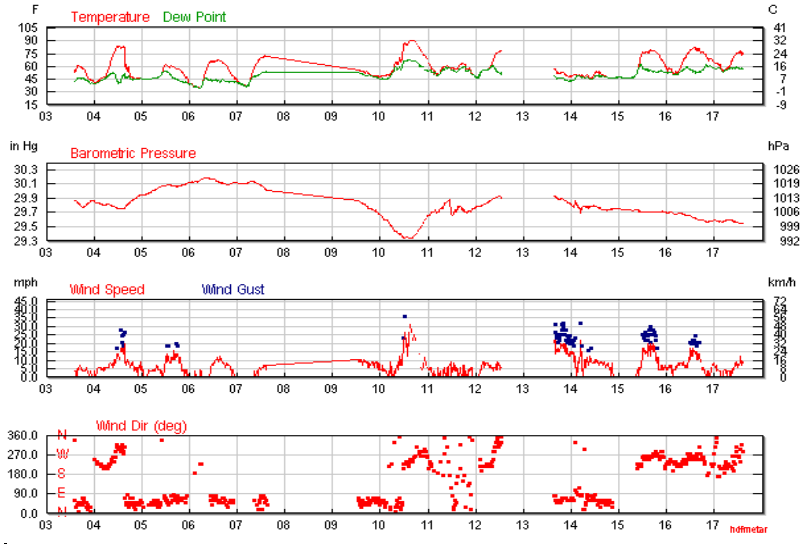 F Temperature Dew Point C
105 41
90 32
75 24
60 16
45 7
30 -1
15 -9
03 04 05 06 07 08 09 10 11 12 13 14 15 16 17
in Hg Barometric Pressure hPa
30.3 1026
30.1 1019
29.9 1013
29.7 1006
29.5 999
29.3 992
03 04 05 06 07 08 09 10 11 12 13 14 15 16 17
mph Wind Speed Wind Gust km/h
45.0 72
40.0 64
35.0 56
30.0 48
25.0 40
20.0 32
15.0 24
10.0 16
5.0 8
0.0 0
03 04 05 06 07 08 09 10 11 12 13 14 15 16 17
Wind Dir (deg)
360.0 N
270.0 W
180.0 S
90.0 E
0.0 N
03 04 05 06 07 08 09 10 11 12 13 14 15 16 17
hdfmetar